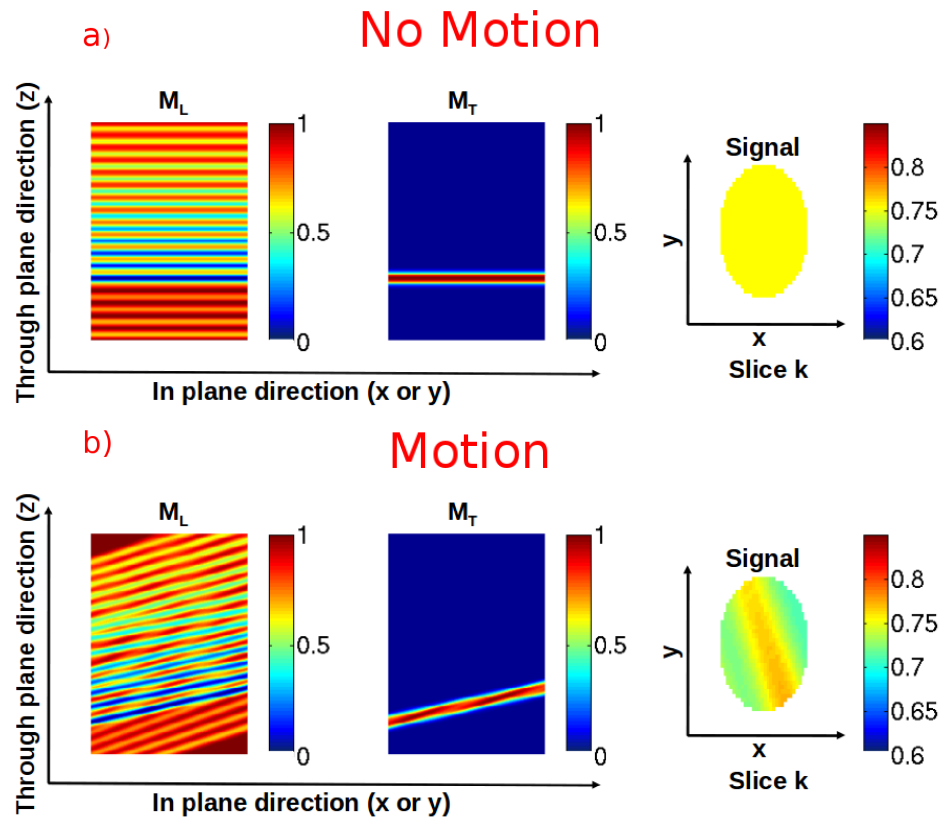 a)
No Motion
Through plane direction (z)
M_L
1
0.5
0
M_T
1
0.5
0
Signal
y
x
Slice k
0.8
0.75
0.7
0.65
0.6
In plane direction (x or y)
b)
Motion
Through plane direction (z)
M_L
1
0.5
0
M_T
1
0.5
0
Signal
y
x
Slice k
0.8
0.75
0.7
0.65
0.6
In plane direction (x or y)